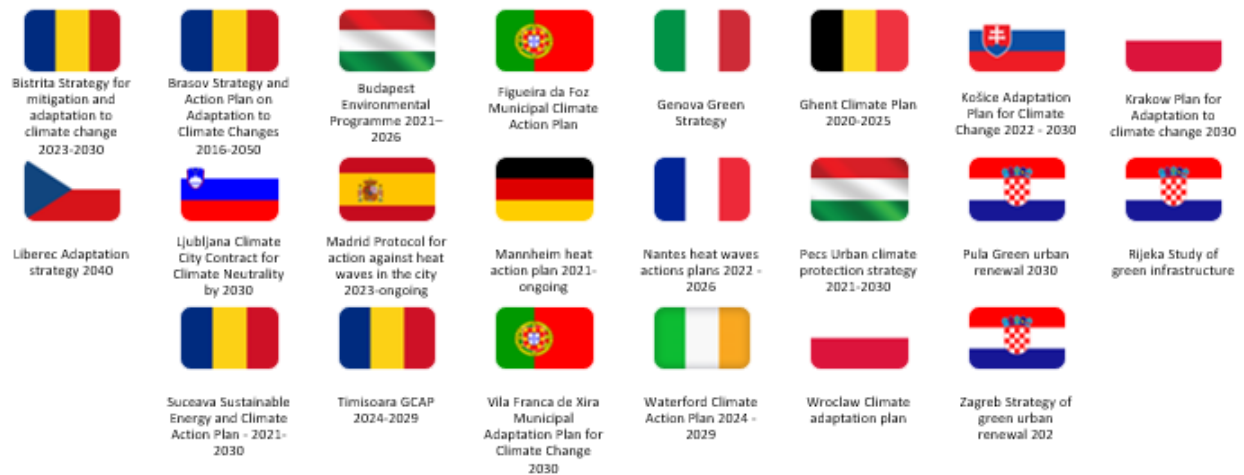 Bistrita Strategy for
mitigation and
adaptation to
climate change
2023-2030
Brasov Strategy and
Action Plan on
Adaptation to
Climate Changes
2016-2050
Budapest
Environmental
Programme 2021–
2026
Figueira da Foz
Municipal Climate
Action Plan
Genova Green
Strategy
Ghent Climate Plan
2020-2025
Košice Adaptation
Plan for Climate
Change 2022 - 2030
Krakow Plan for
Adaptation to
climate change 2030
Liberec Adaptation
strategy 2040
Ljubljana Climate
City Contract for
Climate Neutrality
by 2030
Madrid Protocol for
action against heat
waves in the city
2023-ongoing
Mannheim heat
action plan 2021-
ongoing
Nantes heat waves
actions plans 2022 -
2026
Pecs Urban climate
protection strategy
2021-2030
Pula Green urban
renewal 2030
Rijeka Study of
green infrastructure
Suceava Sustainable
Energy and Climate
Action Plan - 2021-
2030
Timisoara GCAP
2024-2029
Vila Franca de Xira
Municipal
Adaptation Plan for
Climate Change
2030
Waterford Climate
Action Plan 2024 -
2029
Wroclaw Climate
adaptation plan
Zagreb Strategy of
green urban
renewal 202